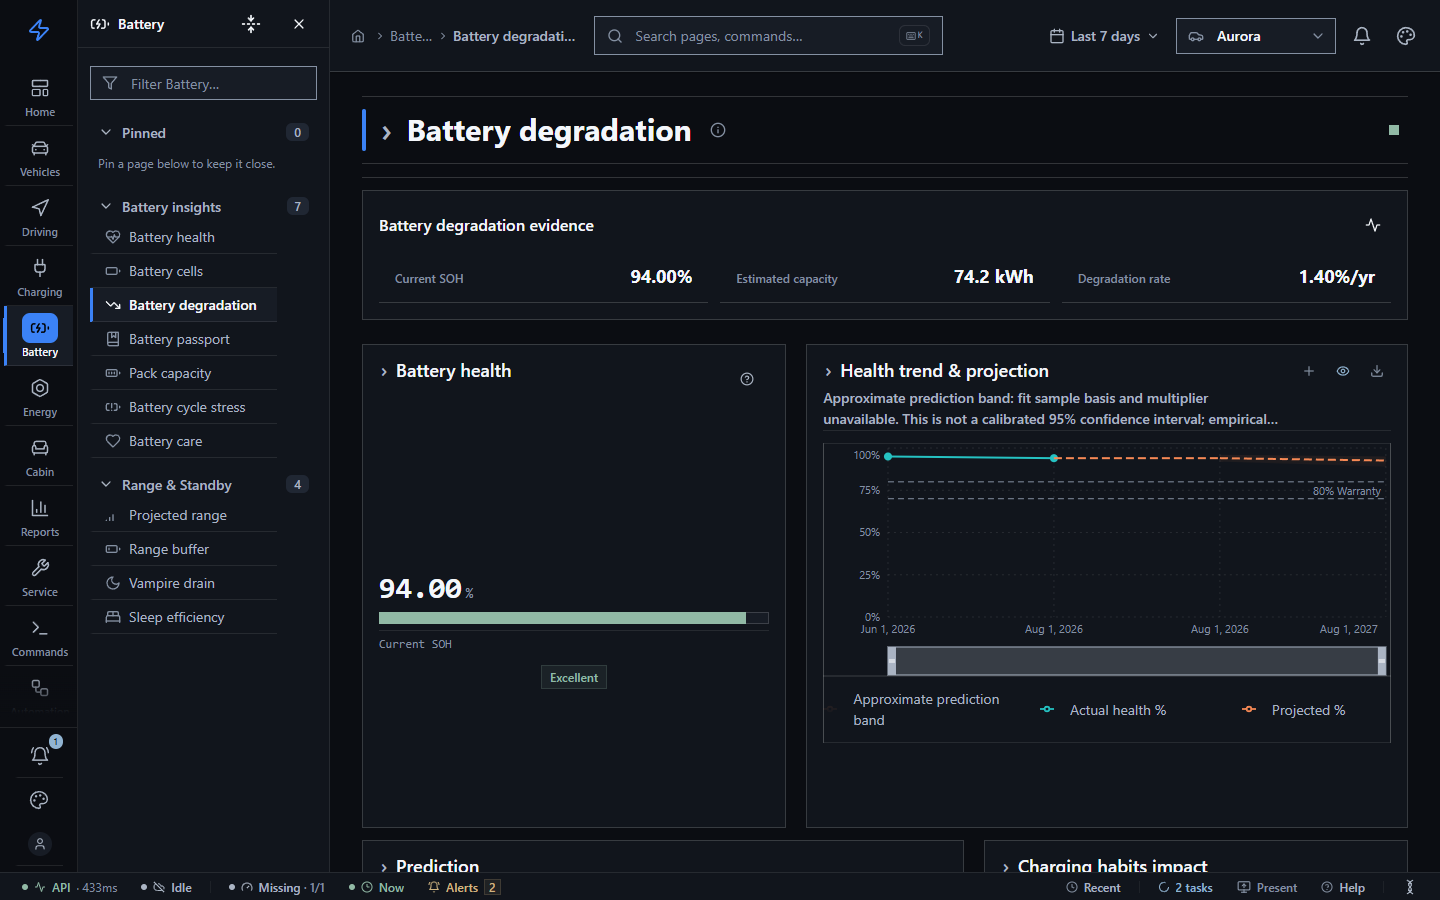 Battery
Filter Battery...
Pinned
0
Pin a page below to keep it close.
Battery insights
7
Battery health
Battery cells
Battery degradation
Battery passport
Pack capacity
Battery cycle stress
Battery care
Range & Standby
4
Projected range
Range buffer
Vampire drain
Sleep efficiency
Home
Vehicles
Driving
Charging
Battery
Energy
Cabin
Reports
Service
Commands
1
Batte...
Battery degradati...
Search pages, commands...
K
Last 7 days
Aurora
Battery degradation
Battery degradation evidence
Current SOH
94.00%
Estimated capacity
74.2 kWh
Degradation rate
1.40%/yr
Battery health
94.00%
Current SOH
Excellent
Health trend & projection
Approximate prediction band: fit sample basis and multiplier
unavailable. This is not a calibrated 95% confidence interval; empirical...
100%
75%
80% Warranty
50%
25%
0%
Jun 1, 2026
Aug 1, 2026
Aug 1, 2026
Aug 1, 2027
Approximate prediction
band
Actual health %
Projected %
Prediction
Charging habits impact
API · 433ms
Idle
Missing · 1/1
Now
Alerts 2
Recent
2 tasks
Present
Help